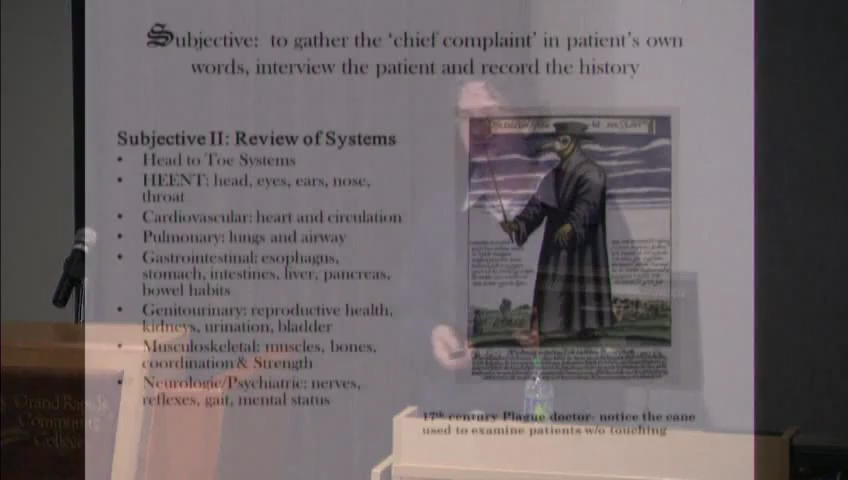 Subjective: to gather the 'chief complaint' in patient's own
words, interview the patient and record the history
Subjective II: Review of Systems
• Head to Toe Systems
• HEENT: head, eyes, ears, nose,
throat
• Cardiovascular: heart and circulation
• Pulmonary: lungs and airway
• Gastrointestinal: esophagus,
stomach, intestines, liver, pancreas,
bowel habits
• Genitourinary: reproductive health,
kidneys, urination, bladder
• Musculoskeletal: muscles, bones,
coordination & Strength
• Neurologic/Psychiatric: nerves,
reflexes, gait, mental status
17th century Plague doctor- notice the cane
used to examine patients w/o touching
Grand Rapids
Community
College